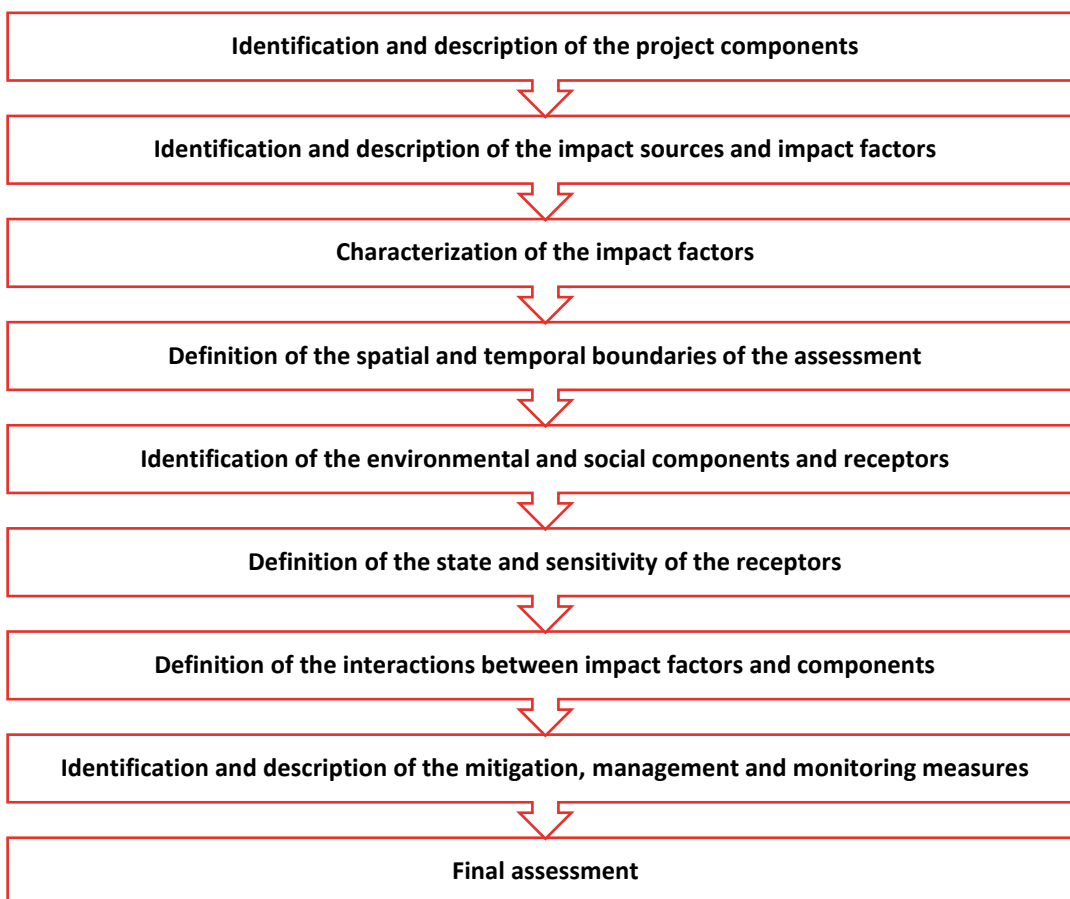 Identification and description of the project components
Identification and description of the impact sources and impact factors
Characterization of the impact factors
Definition of the spatial and temporal boundaries of the assessment
Identification of the environmental and social components and receptors
Definition of the state and sensitivity of the receptors
Definition of the interactions between impact factors and components
Identification and description of the mitigation, management and monitoring measures
Final assessment